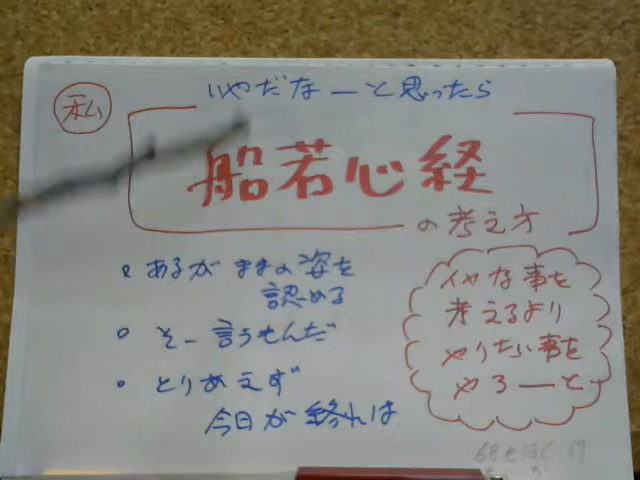 私
いやだなーと思ったら
船若心経
の考え方
あるがままの姿を
認める
そー言うもんだ
とりあえず
今日が終れば
イヤな事を
考えるより
やりたい事を
やろーと